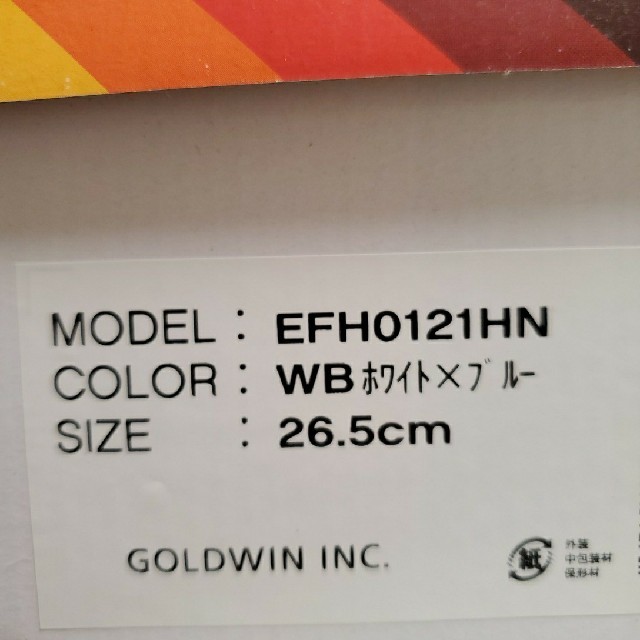 MODEL : EFH0121HN
COLOR : WB ﾎﾜｲﾄ×ﾌﾞﾙｰ
SIZE : 26.5cm
GOLDWIN INC.
紙
外装
中包装材
保形材